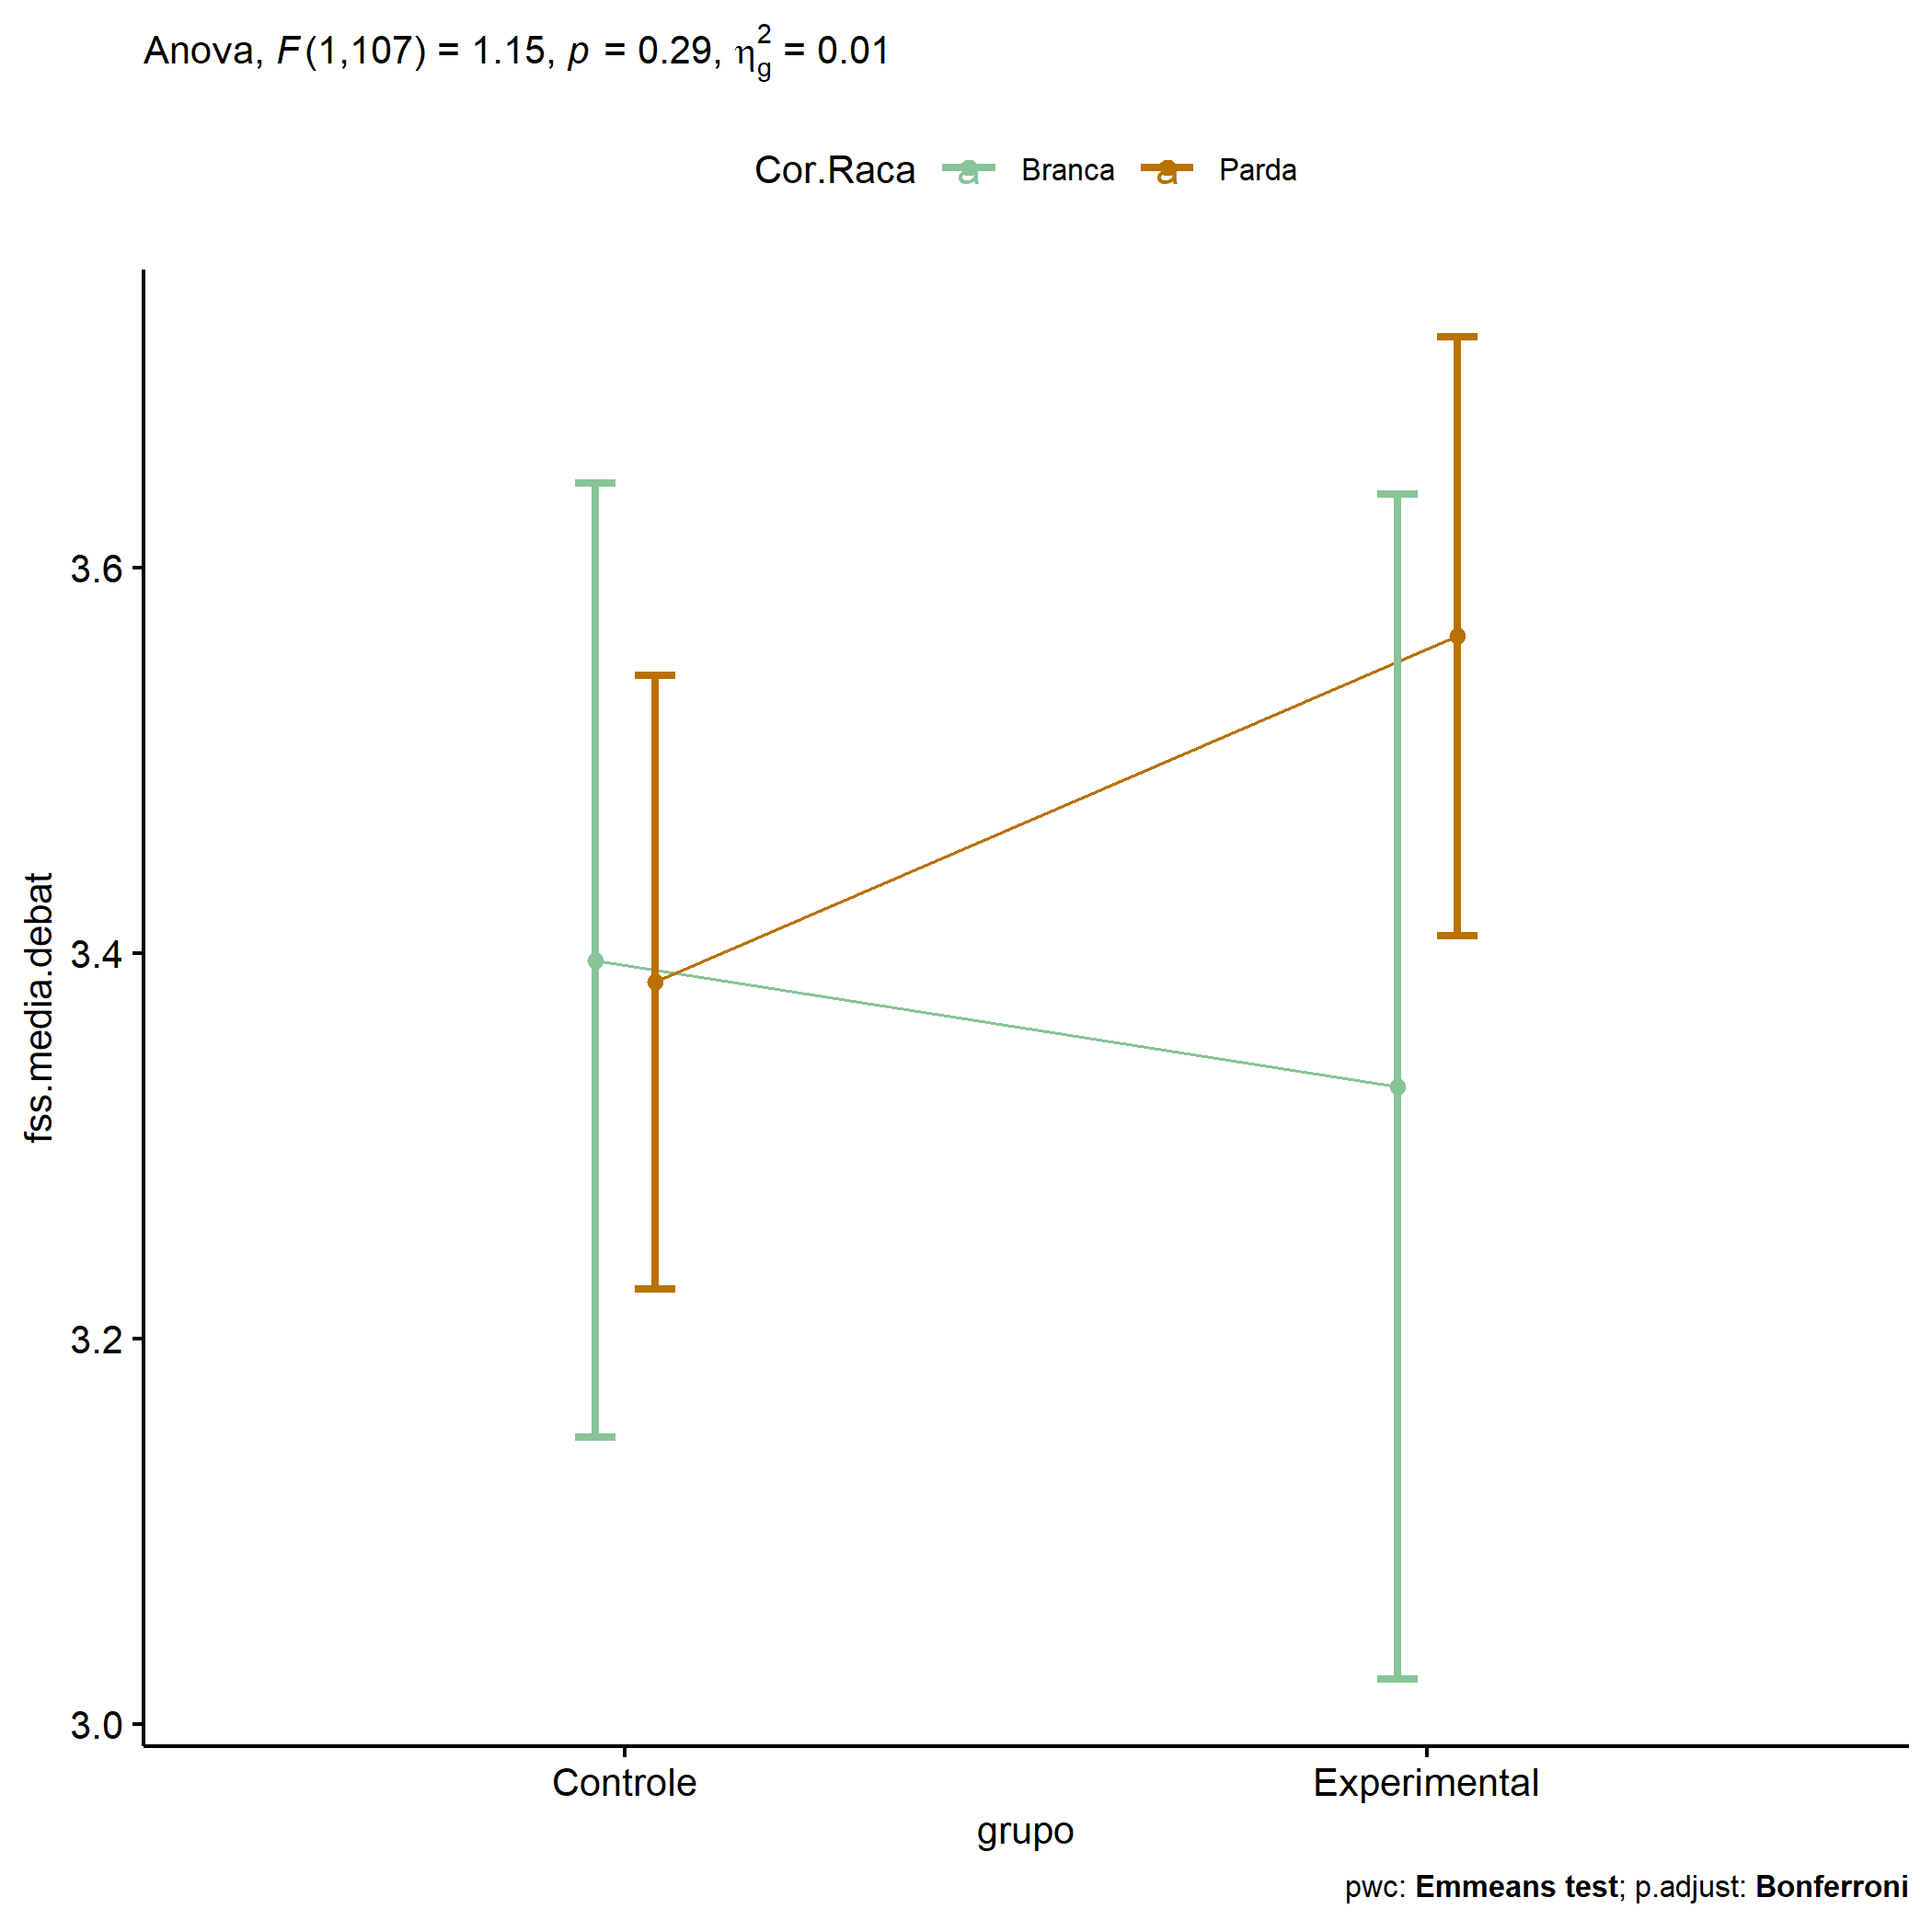 Anova, F(1,107) = 1.15, p = 0.29, η²g = 0.01
Cor.Raca a Branca a Parda
fss.media.debat
3.6
3.4
3.2
3.0
Controle Experimental
grupo
pwc: Emmeans test; p.adjust: Bonferroni